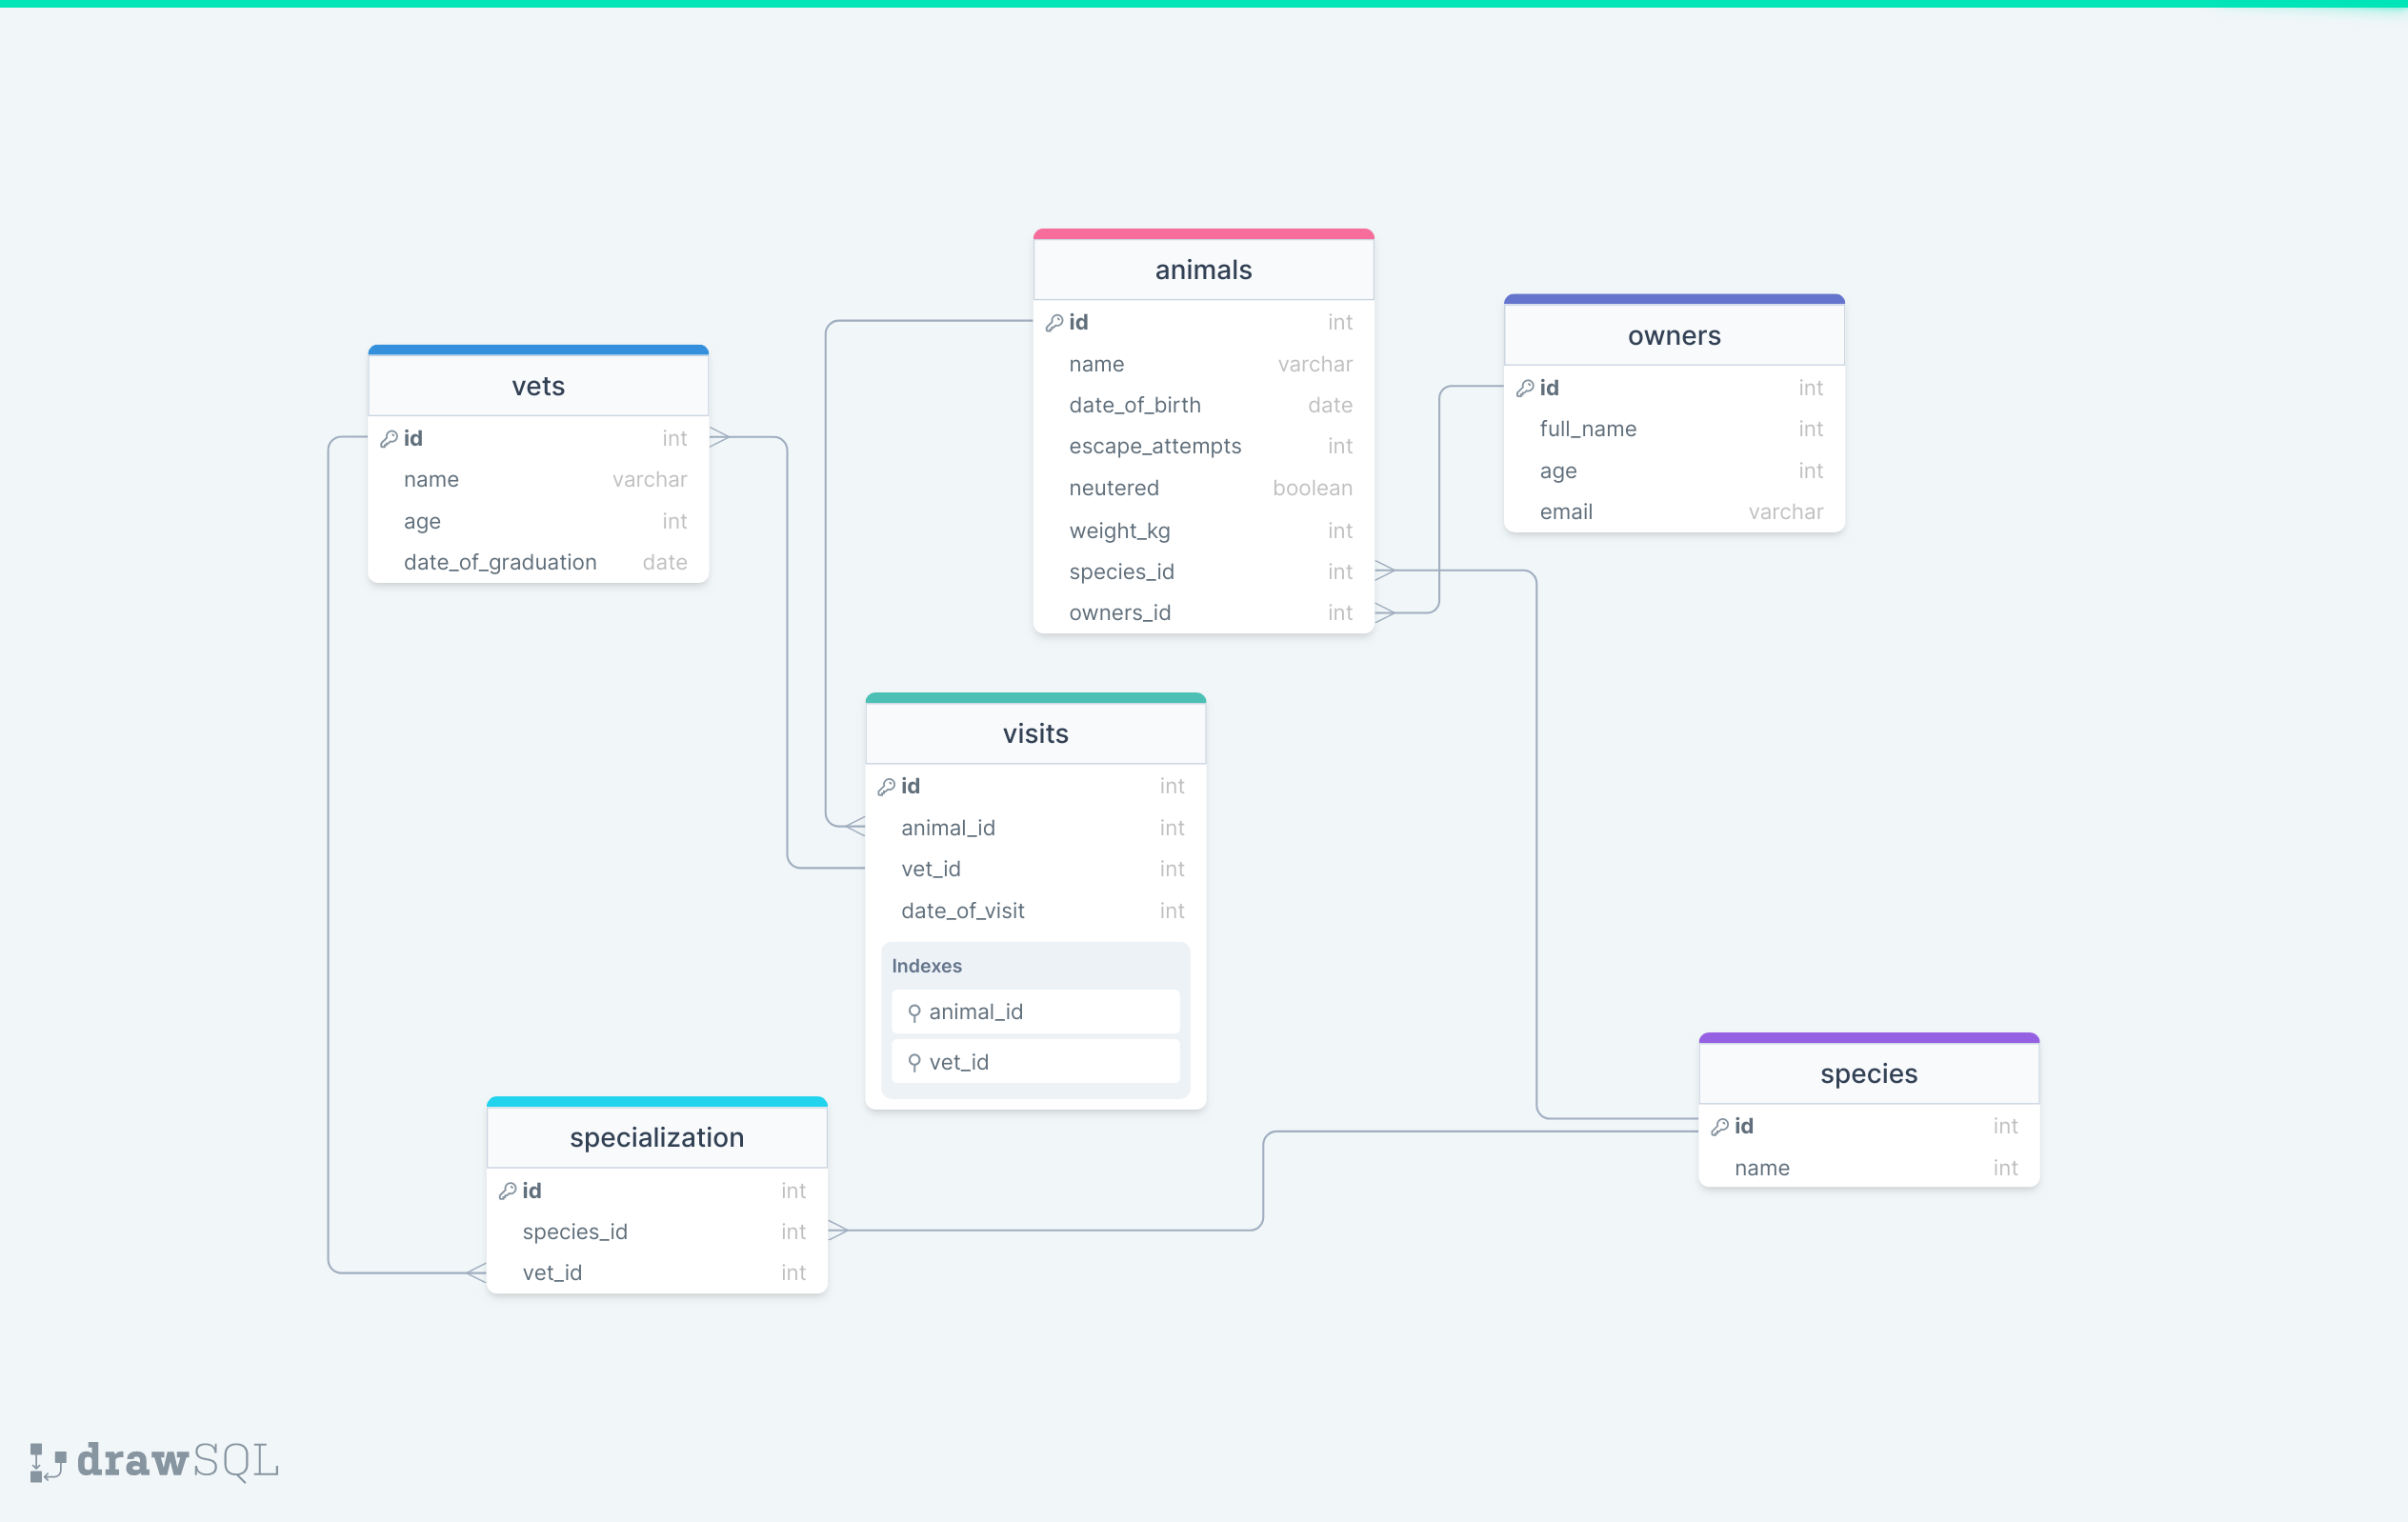 vets
id int
name varchar
age int
date_of_graduation date
animals
id int
name varchar
date_of_birth date
escape_attempts int
neutered boolean
weight_kg int
species_id int
owners_id int
owners
id int
full_name int
age int
email varchar
visits
id int
animal_id int
vet_id int
date_of_visit int
Indexes
animal_id
vet_id
specialization
id int
species_id int
vet_id int
species
id int
name int
drawSQL